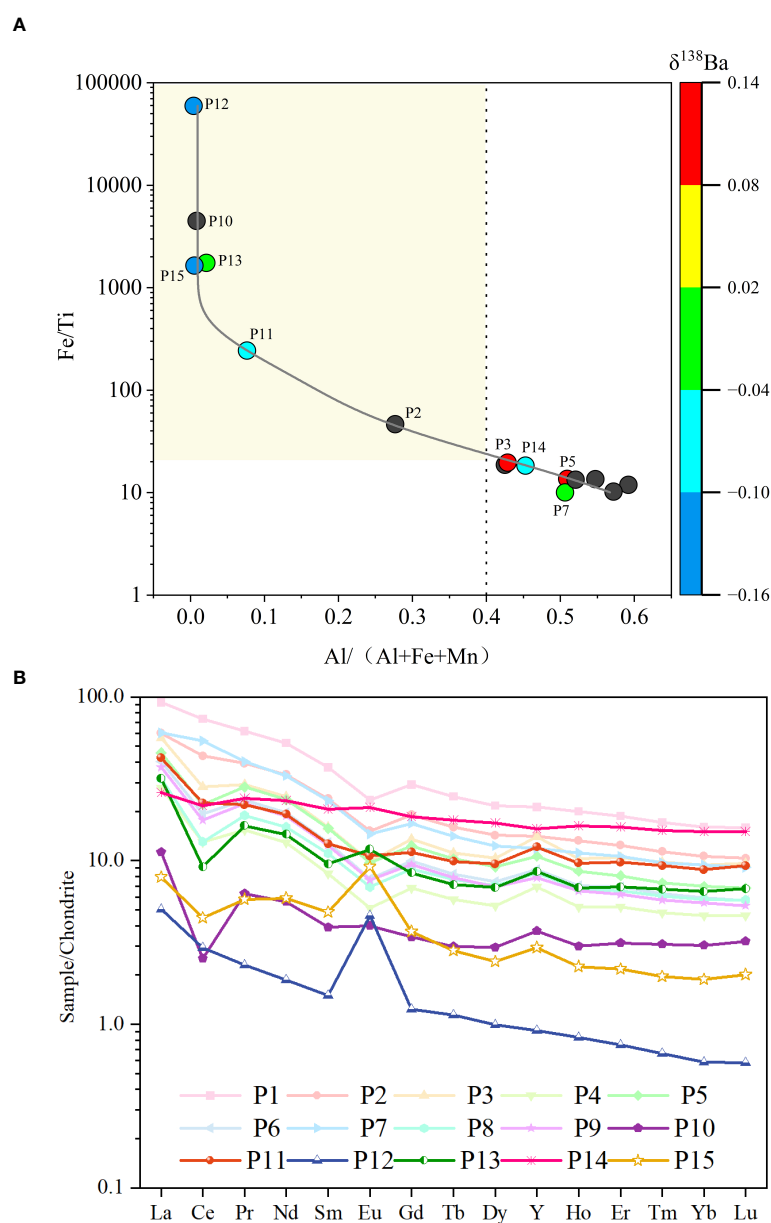 A
δ138Ba
100000
0.14
P12
10000
0.08
P10
P13
P15
1000
0.02
Fe/Ti
P11
100
−0.04
P2
P3
P14
P5
10
−0.10
P7
1
−0.16
0.0
0.1
0.2
0.3
0.4
0.5
0.6
Al/（Al+Fe+Mn）
B
100.0
10.0
Sample/Chondrite
1.0
P1 P2 P3 P4 P5
P6 P7 P8 P9 P10
P11 P12 P13 P14 P15
0.1
La Ce Pr Nd Sm Eu Gd Tb Dy Y Ho Er Tm Yb Lu